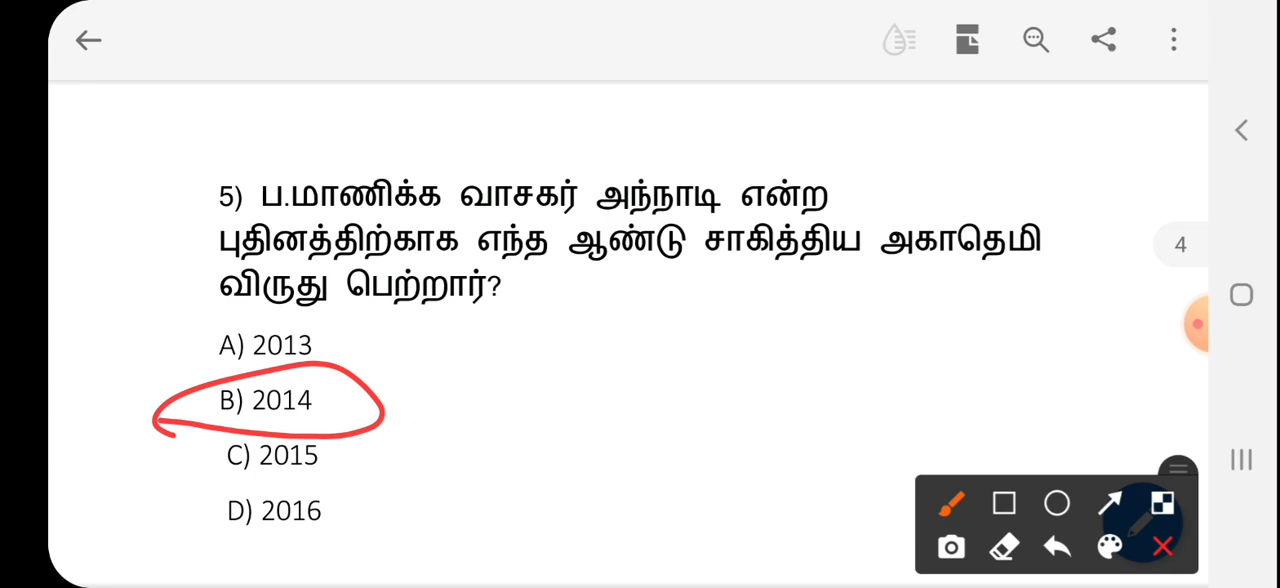 5) ப.மாணிக்க வாசகர் அந்நாடி என்ற
புதினத்திற்காக எந்த ஆண்டு சாகித்திய அகாதெமி
விருது பெற்றார்?
4
A) 2013
B) 2014
C) 2015
D) 2016